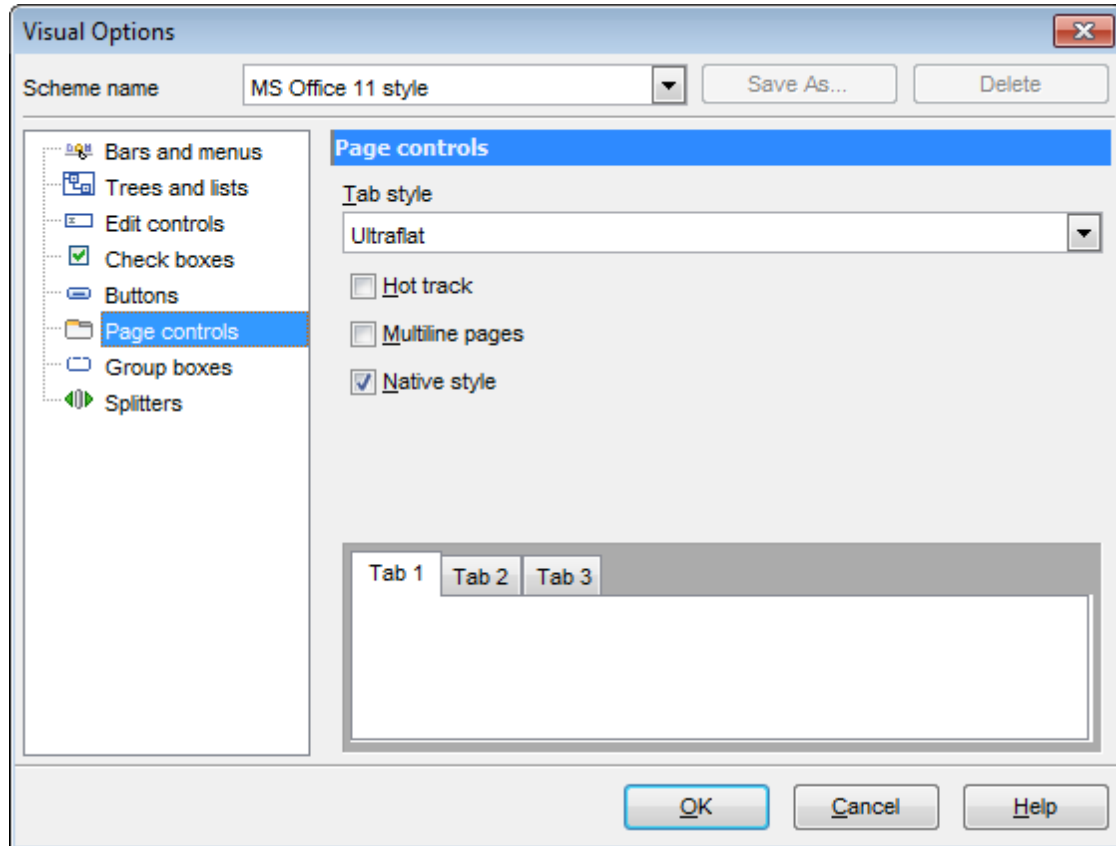 Visual Options
Scheme name MS Office 11 style Save As... Delete
Bars and menus
Trees and lists
Edit controls
Check boxes
Buttons
Page controls
Group boxes
Splitters
Page controls
Tab style
Ultraflat
Hot track
Multiline pages
Native style
Tab 1 Tab 2 Tab 3
OK Cancel Help